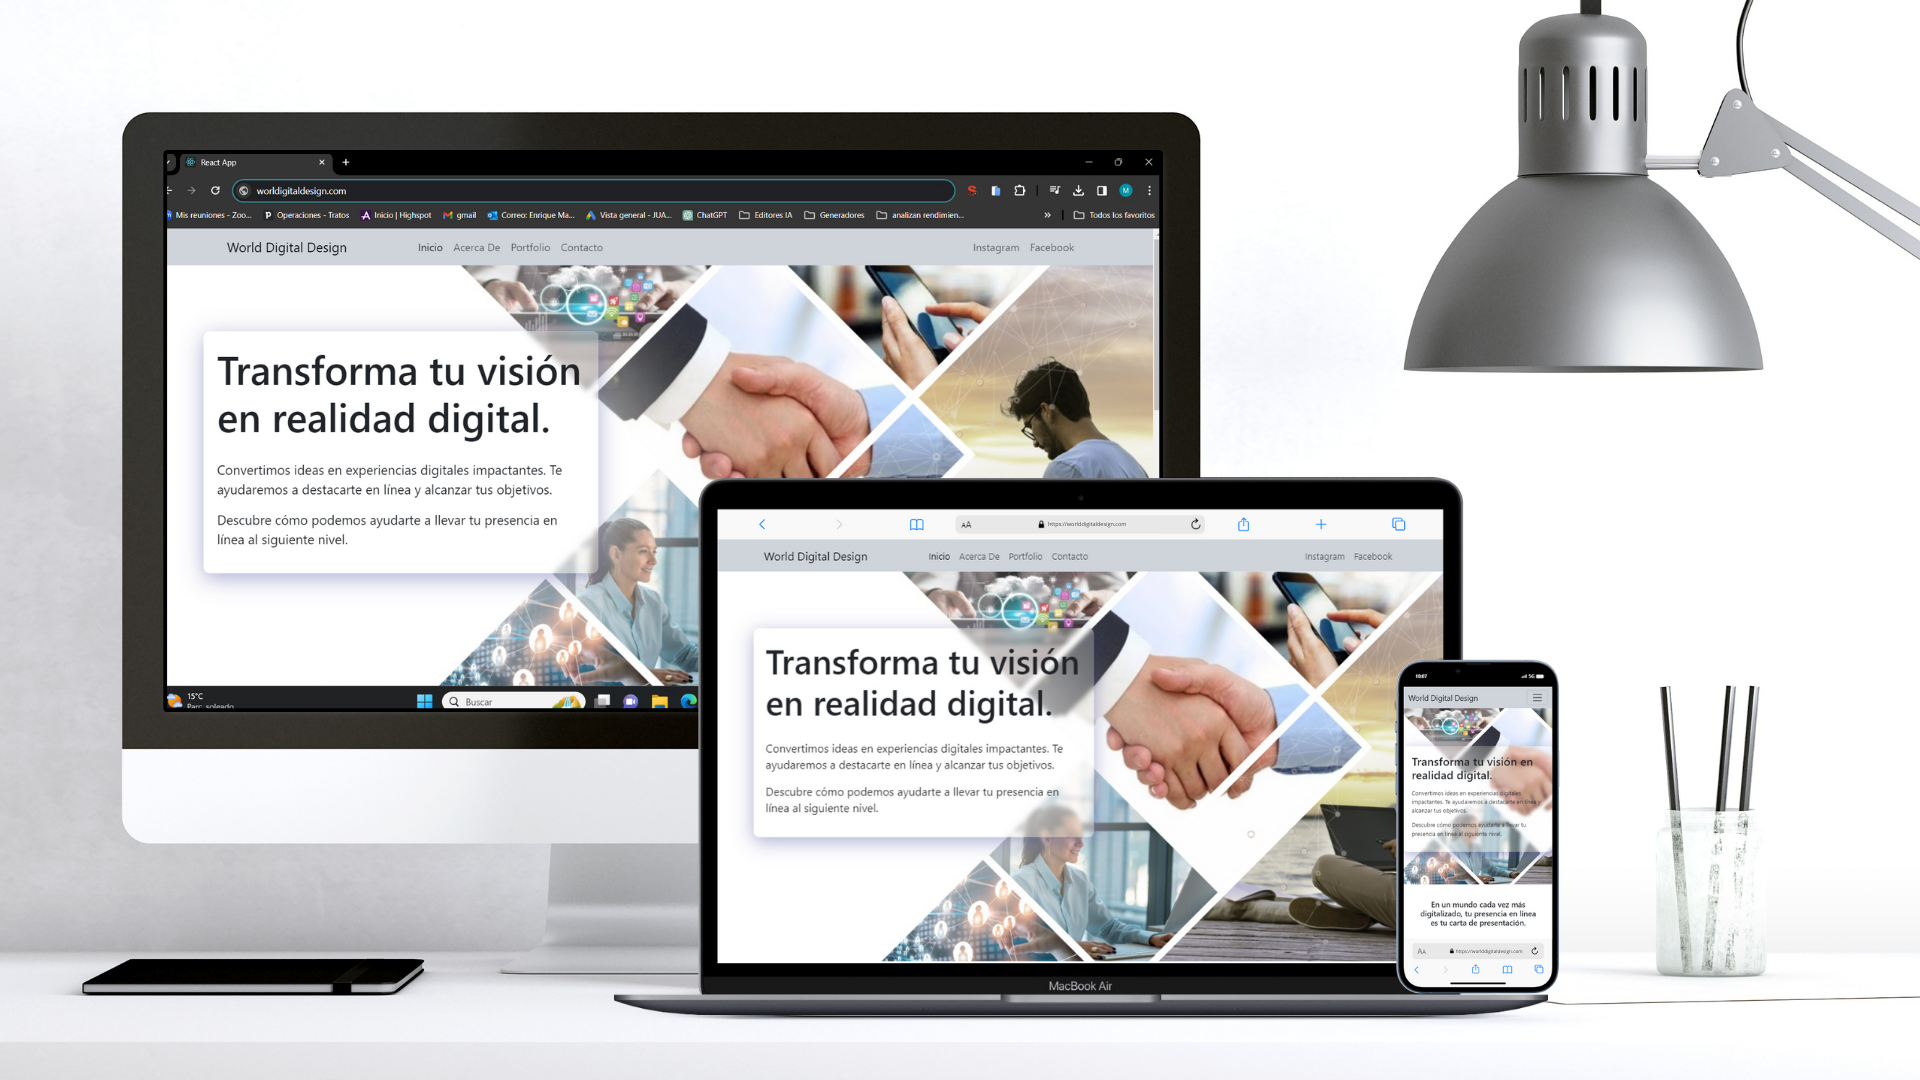 React App
worldigitaldesign.com
Mis reuniones - Zoo...
Operaciones - Tratos
Inicio | Highspot
gmail
Correo: Enrique Ma...
Vista general - JUA...
ChatGPT
Editores IA
Generadores
analizan rendimien...
Todos los favoritos
World Digital Design
Inicio
Acerca De
Portfolio
Contacto
Instagram
Facebook
Transforma tu visión
en realidad digital.
Convertimos ideas en experiencias digitales impactantes. Te
ayudaremos a destacarte en línea y alcanzar tus objetivos.
Descubre cómo podemos ayudarte a llevar tu presencia en
línea al siguiente nivel.
15°C
Parc. soleado
Buscar
AA
https://worlddigitaldesign.com
World Digital Design
Inicio
Acerca De
Portfolio
Contacto
Instagram
Facebook
Transforma tu visión
en realidad digital.
Convertimos ideas en experiencias digitales impactantes. Te
ayudaremos a destacarte en línea y alcanzar tus objetivos.
Descubre cómo podemos ayudarte a llevar tu presencia en
línea al siguiente nivel.
MacBook Air
10:07
5G
World Digital Design
Transforma tu visión en
realidad digital.
Convertimos ideas en experiencias digitales
impactantes. Te ayudaremos a destacarte en línea y
alcanzar tus objetivos.
Descubre cómo podemos ayudarte a llevar tu
presencia en línea al siguiente nivel.
En un mundo cada vez más
digitalizado, tu presencia en línea
es tu carta de presentación.
AA
https://worlddigitaldesign.com